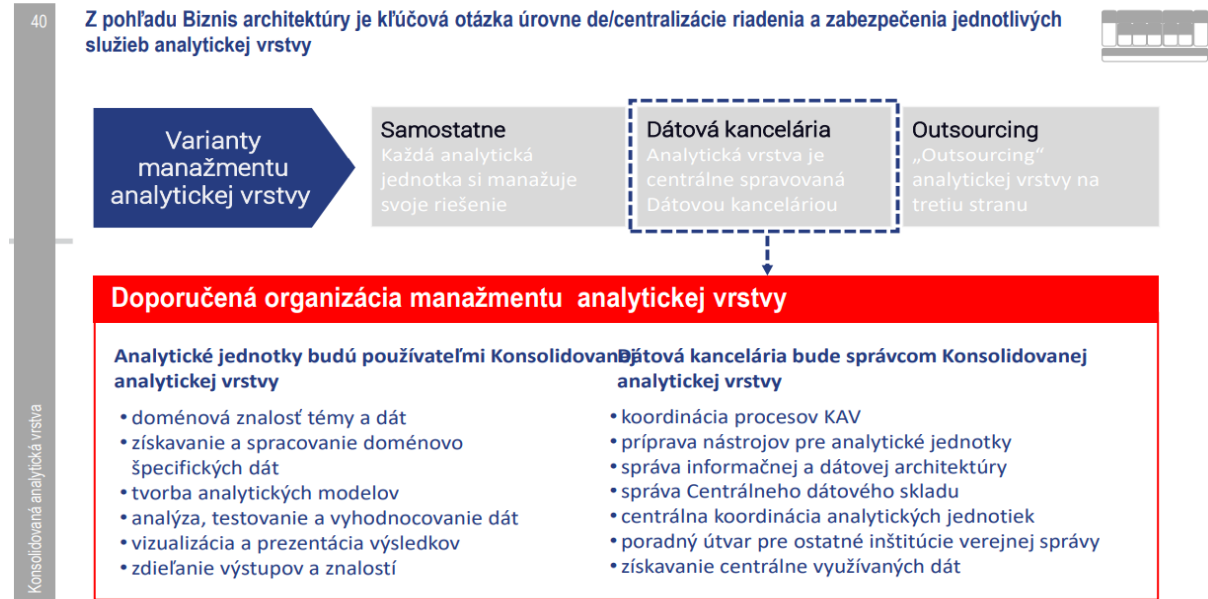 40
Z pohľadu Biznis architektúry je kľúčová otázka úrovne de/centralizácie riadenia a zabezpečenia jednotlivých
služieb analytickej vrstvy
Varianty
manažmentu
analytickej vrstvy
Samostatne
Každá analytická
jednotka si manažuje
svoje riešenie
Dátová kancelária
Analytická vrstva je
centrálne spravovaná
Dátovou kanceláriou
Outsourcing
„Outsourcing“
analytickej vrstvy na
tretiu stranu
Doporučená organizácia manažmentu analytickej vrstvy
Analytické jednotky budú používateľmi Konsolidovanej
analytickej vrstvy
• doménová znalosť témy a dát
• získavanie a spracovanie doménovo
špecifických dát
• tvorba analytických modelov
• analýza, testovanie a vyhodnocovanie dát
• vizualizácia a prezentácia výsledkov
• zdieľanie výstupov a znalostí
Dátová kancelária bude správcom Konsolidovanej
analytickej vrstvy
• koordinácia procesov KAV
• príprava nástrojov pre analytické jednotky
• správa informačnej a dátovej architektúry
• správa Centrálneho dátového skladu
• centrálna koordinácia analytických jednotiek
• poradný útvar pre ostatné inštitúcie verejnej správy
• získavanie centrálne využívaných dát
Konsolidovaná analytická vrstva